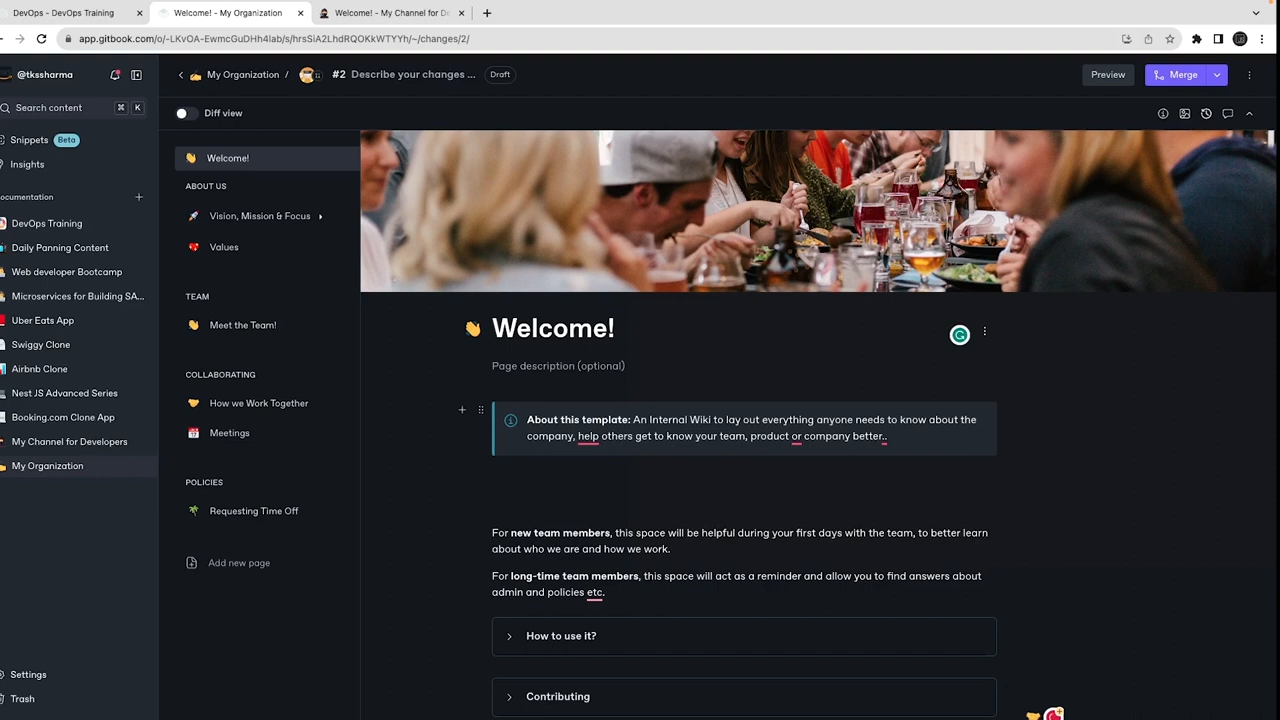 DevOps - DevOps Training
Welcome! - My Organization
Welcome! - My Channel for De
app.gitbook.com/o/-LKvOA-EwmcGuDHh4lab/s/hrsSiA2LhdRQOKkWTYYh/~/changes/2/
@tkssharma
My Organization /
#2 Describe your changes ...
Draft
Preview
Merge
Search content
⌘ K
Diff view
Snippets Beta
Insights
ocumentation
DevOps Training
Daily Panning Content
Web developer Bootcamp
Microservices for Building SA...
Uber Eats App
Swiggy Clone
Airbnb Clone
Nest JS Advanced Series
Booking.com Clone App
My Channel for Developers
My Organization
Settings
Trash
Welcome!
ABOUT US
Vision, Mission & Focus
Values
TEAM
Meet the Team!
COLLABORATING
How we Work Together
Meetings
POLICIES
Requesting Time Off
Add new page
Welcome!
Page description (optional)
About this template: An Internal Wiki to lay out everything anyone needs to know about the
company, help others get to know your team, product or company better..
For new team members, this space will be helpful during your first days with the team, to better learn
about who we are and how we work.
For long-time team members, this space will act as a reminder and allow you to find answers about
admin and policies etc.
How to use it?
Contributing